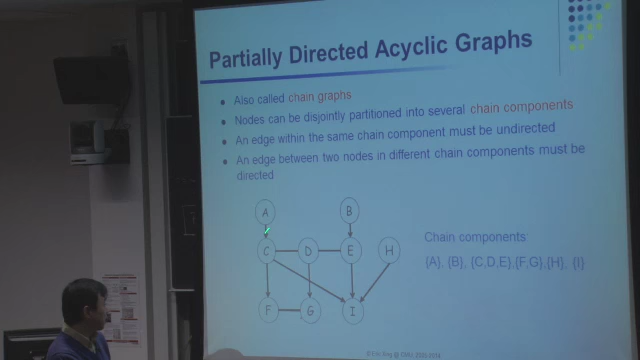 Partially Directed Acyclic Graphs
Also called chain graphs
Nodes can be disjointly partitioned into several chain components
An edge within the same chain component must be undirected
An edge between two nodes in different chain components must be
directed
A
B
C
D
E
H
F
G
I
Chain components:
{A}, {B}, {C,D,E},{F,G},{H}, {I}